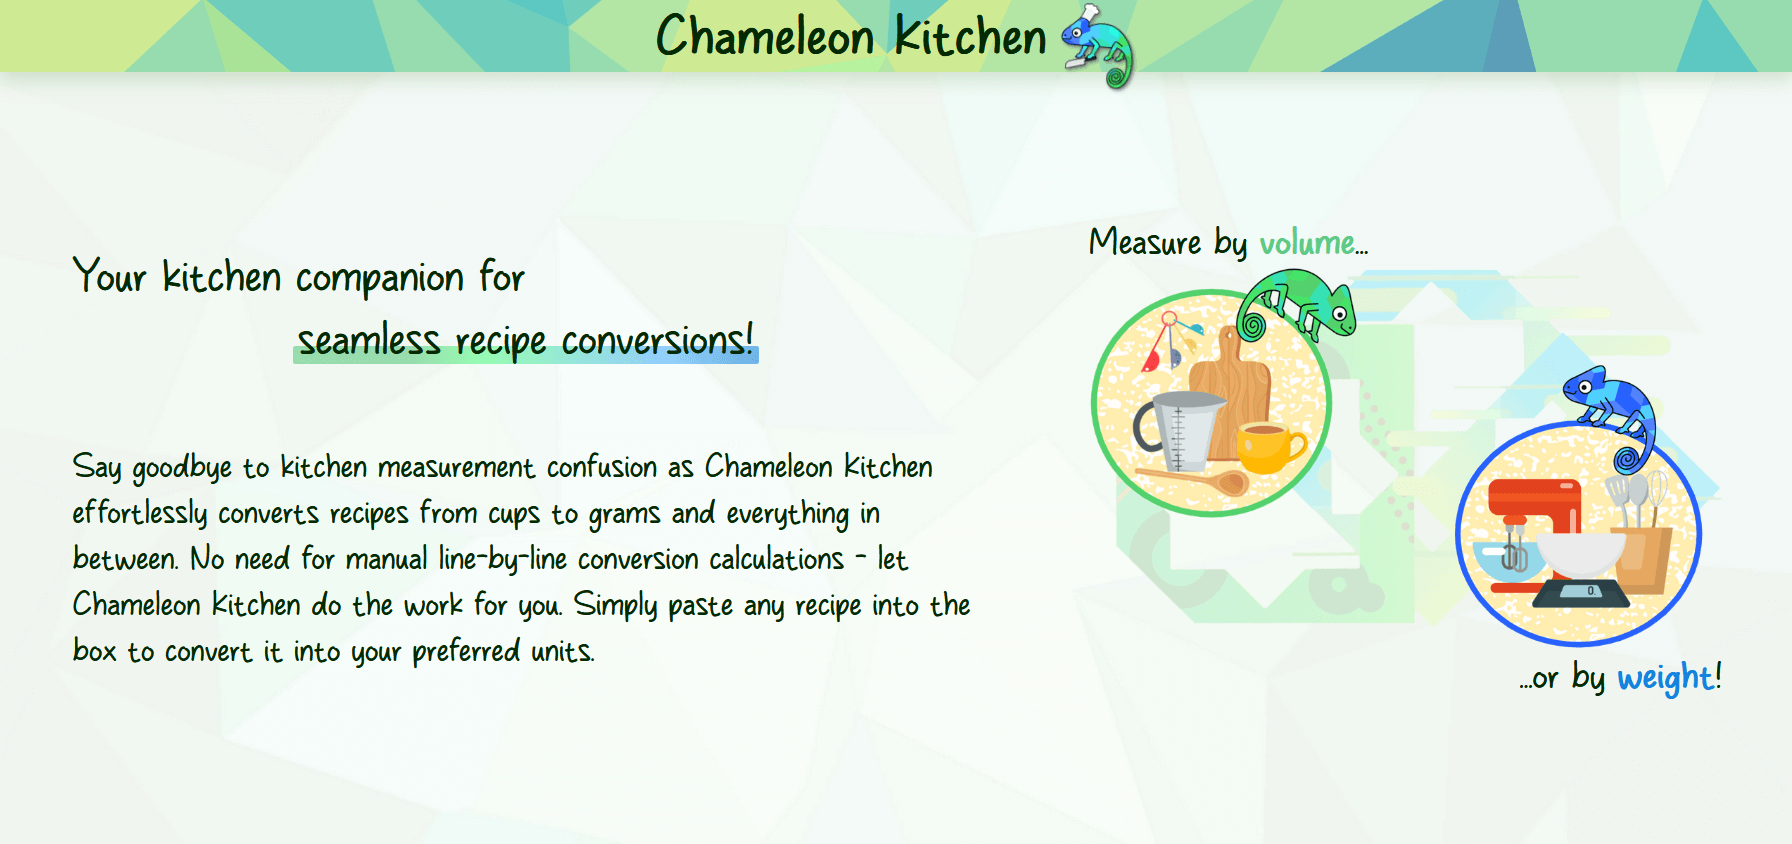 Chameleon Kitchen
Your kitchen companion for
seamless recipe conversions!
Say goodbye to kitchen measurement confusion as Chameleon Kitchen
effortlessly converts recipes from cups to grams and everything in
between. No need for manual line-by-line conversion calculations - let
Chameleon Kitchen do the work for you. Simply paste any recipe into the
box to convert it into your preferred units.
Measure by volume...
0.
...or by weight!